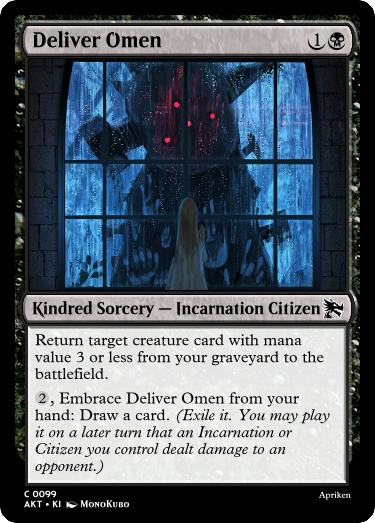 Deliver Omen 1
Kindred Sorcery — Incarnation Citizen
Return target creature card with mana
value 3 or less from your graveyard to the
battlefield.
2, Embrace Deliver Omen from your
hand: Draw a card. (Exile it. You may play
it on a later turn that an Incarnation or
Citizen you control dealt damage to an
opponent.)
C 0099
Apriken
AKT • KI MonoKubo